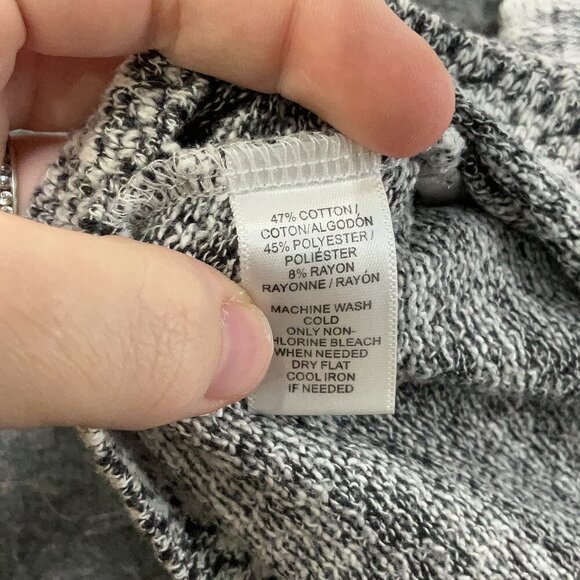 47% COTTON /
COTON/ALGODÓN
45% POLYESTER /
POLIÉSTER
8% RAYON
RAYONNE / RAYÓN
MACHINE WASH
COLD
ONLY NON-
CHLORINE BLEACH
WHEN NEEDED
DRY FLAT
COOL IRON
IF NEEDED